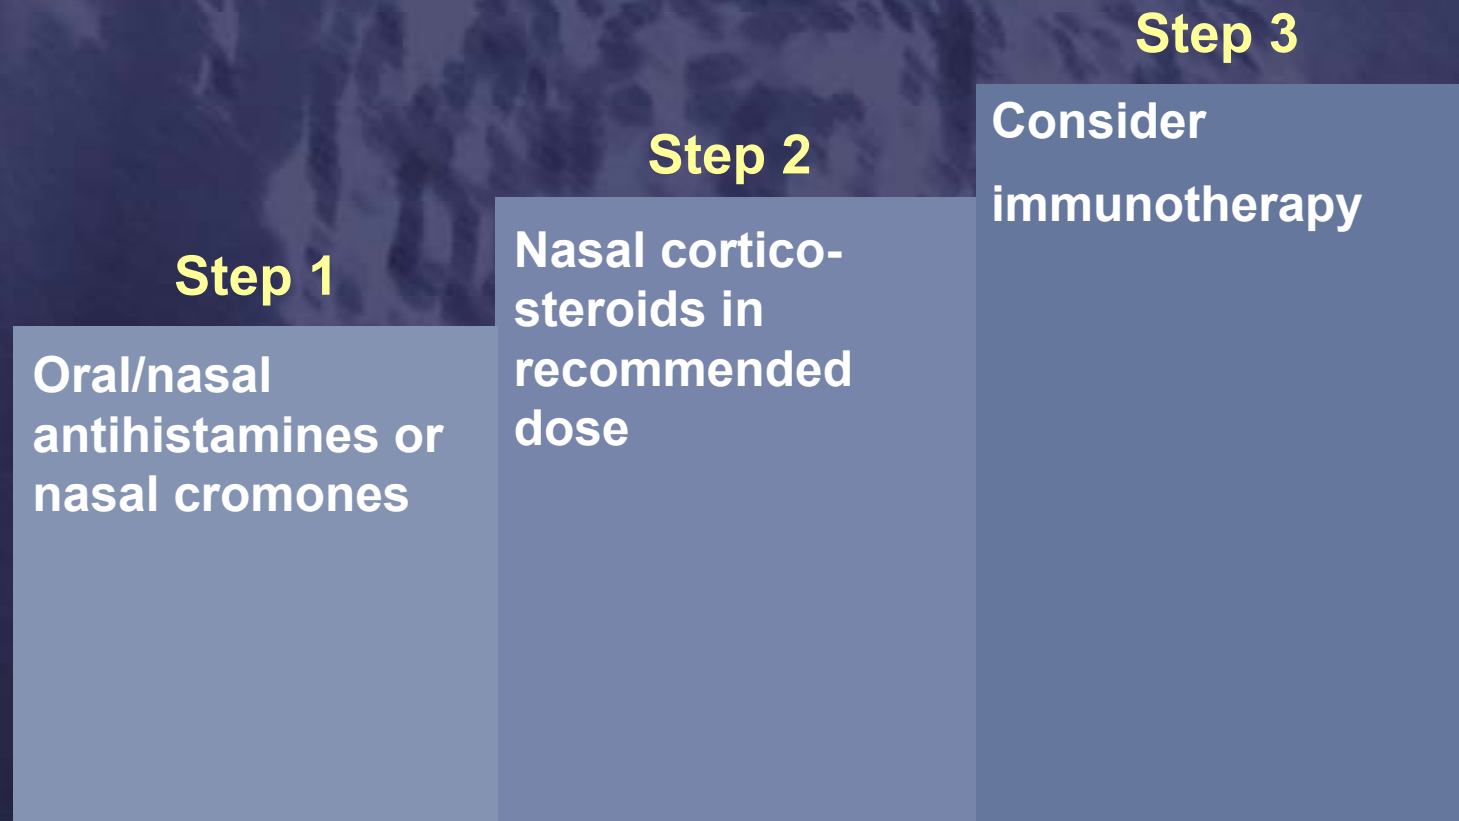 Step 1
Oral/nasal
antihistamines or
nasal cromones
Step 2
Nasal cortico-
steroids in
recommended
dose
Step 3
Consider
immunotherapy